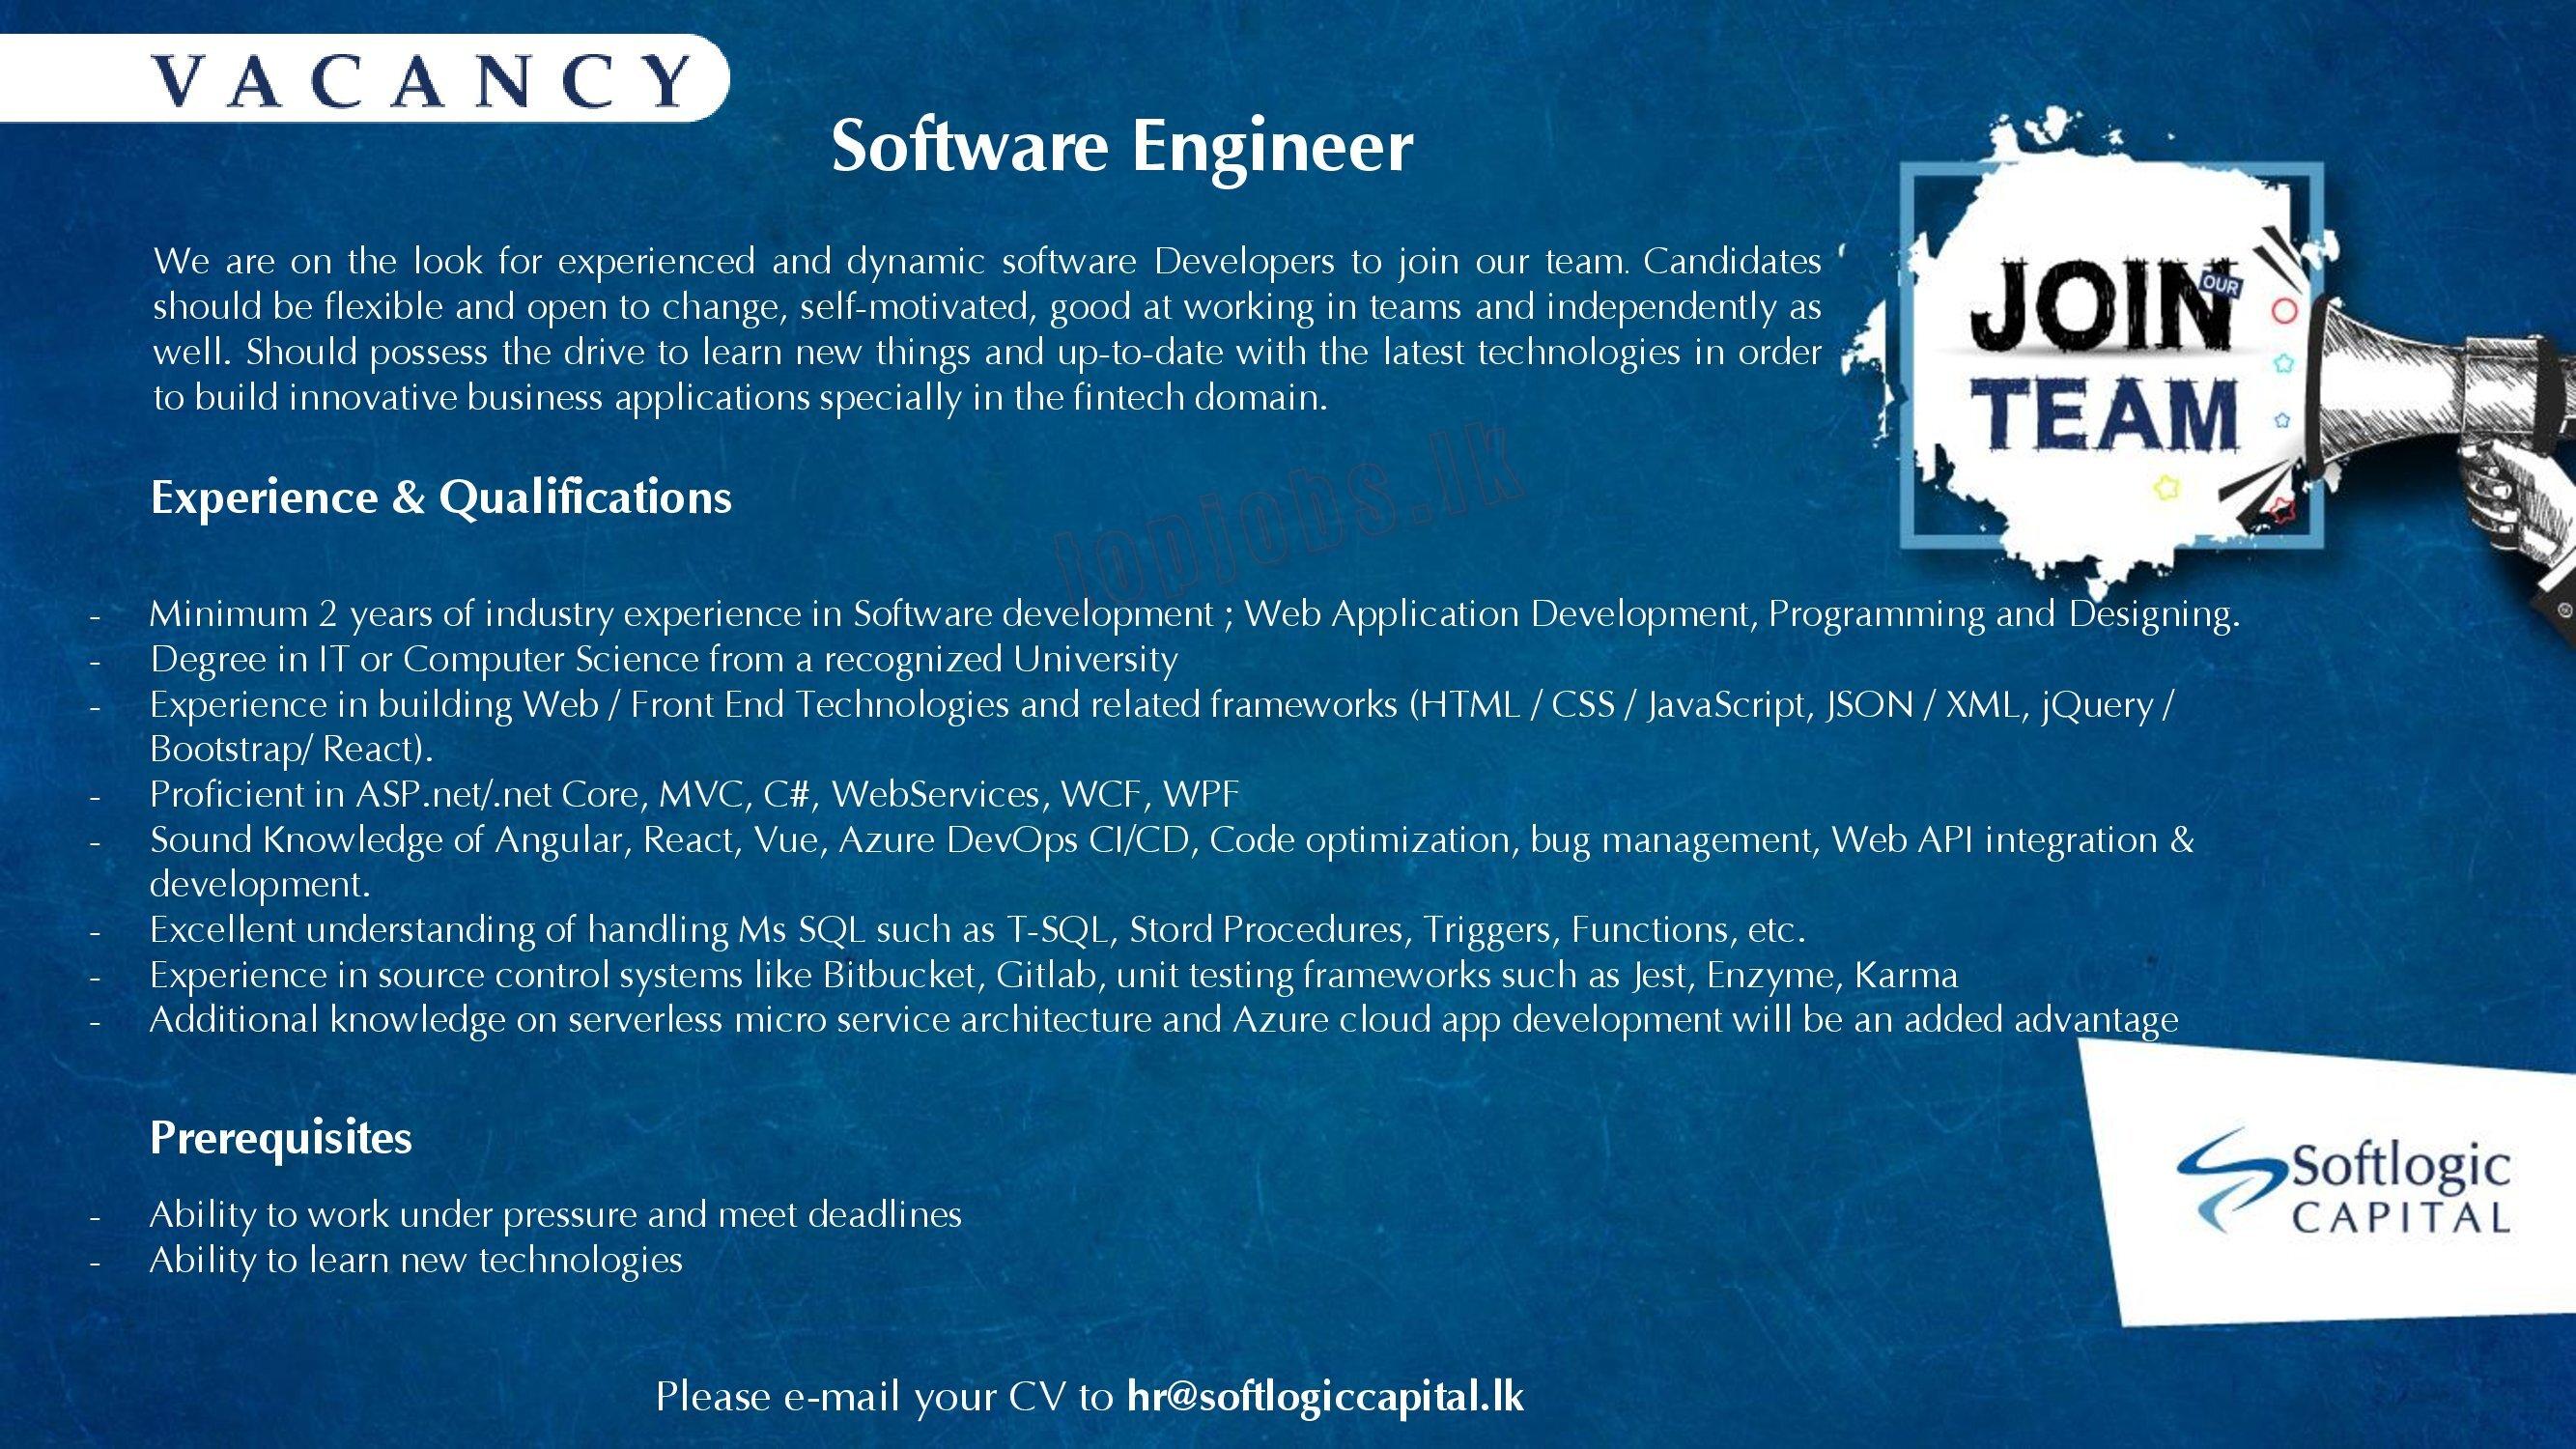 VACANCY
Software Engineer
We are on the look for experienced and dynamic software Developers to join our team. Candidates
should be flexible and open to change, self-motivated, good at working in teams and independently as
well. Should possess the drive to learn new things and up-to-date with the latest technologies in order
to build innovative business applications specially in the fintech domain.
JOIN
OUR
TEAM
topjobs.lk
Experience & Qualifications
- Minimum 2 years of industry experience in Software development ; Web Application Development, Programming and Designing.
- Degree in IT or Computer Science from a recognized University
- Experience in building Web / Front End Technologies and related frameworks (HTML / CSS / JavaScript, JSON / XML, jQuery /
Bootstrap/ React).
- Proficient in ASP.net/.net Core, MVC, C#, WebServices, WCF, WPF
- Sound Knowledge of Angular, React, Vue, Azure DevOps CI/CD, Code optimization, bug management, Web API integration &
development.
- Excellent understanding of handling Ms SQL such as T-SQL, Stord Procedures, Triggers, Functions, etc.
- Experience in source control systems like Bitbucket, Gitlab, unit testing frameworks such as Jest, Enzyme, Karma
- Additional knowledge on serverless micro service architecture and Azure cloud app development will be an added advantage
Prerequisites
- Ability to work under pressure and meet deadlines
- Ability to learn new technologies
Softlogic
CAPITAL
Please e-mail your CV to hr@softlogiccapital.lk